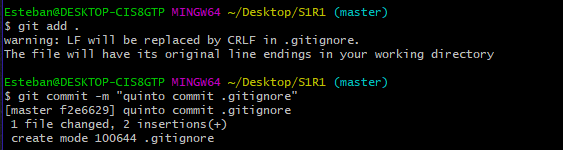 Esteban@DESKTOP-CIS8GTP MINGW64 ~/Desktop/S1R1 (master)
$ git add .
warning: LF will be replaced by CRLF in .gitignore.
The file will have its original line endings in your working directory
Esteban@DESKTOP-CIS8GTP MINGW64 ~/Desktop/S1R1 (master)
$ git commit -m "quinto commit .gitignore"
[master f2e6629] quinto commit .gitignore
1 file changed, 2 insertions(+)
create mode 100644 .gitignore